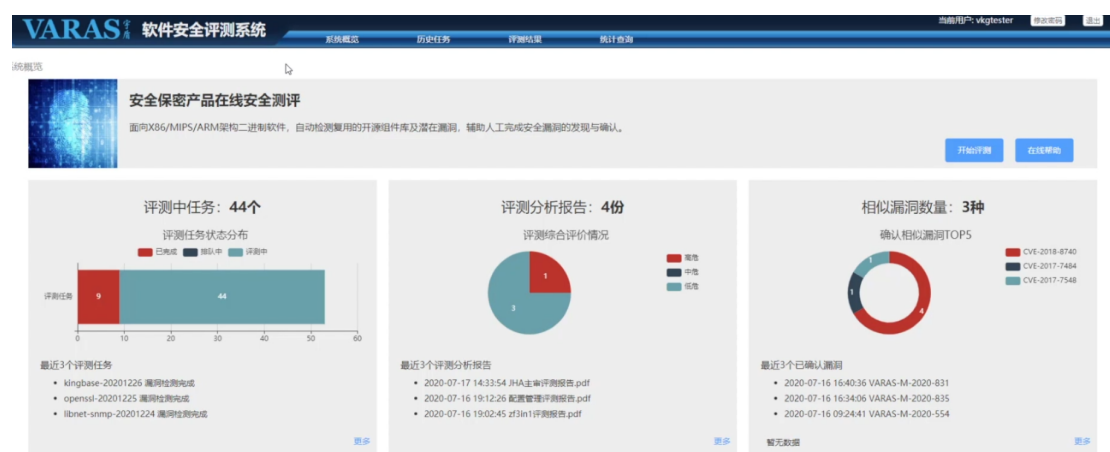 VARAS 软件安全评测系统
当前用户: vkgtester 修改密码 退出
系统概览 历史任务 评测结果 统计查询
统概览
安全保密产品在线安全测评
面向X86/MIPS/ARM架构二进制软件，自动检测复用的开源组件库及潜在漏洞，辅助人工完成安全漏洞的发现与确认。
开始评测 在线帮助
评测中任务：44个
评测任务状态分布
已完成 排队中 评测中
评测任务 9 44
0 10 20 30 40 50 60
最近3个评测任务
• kingbase-20201226 漏洞检测完成
• openssl-20201225 漏洞检测完成
• libnet-snmp-20201224 漏洞检测完成
更多
评测分析报告：4份
评测综合评价情况
高危
中危
低危
1
3
最近3个评测分析报告
• 2020-07-17 14:33:54 JHA主审评测报告.pdf
• 2020-07-16 19:12:26 配置管理评测报告.pdf
• 2020-07-16 19:02:45 zf3in1评测报告.pdf
更多
相似漏洞数量：3种
确认相似漏洞TOP5
CVE-2018-8740
CVE-2017-7484
CVE-2017-7548
1
1
4
最近3个已确认漏洞
• 2020-07-16 16:40:36 VARAS-M-2020-831
• 2020-07-16 16:34:06 VARAS-M-2020-835
• 2020-07-16 09:24:41 VARAS-M-2020-554
暂无数据 更多